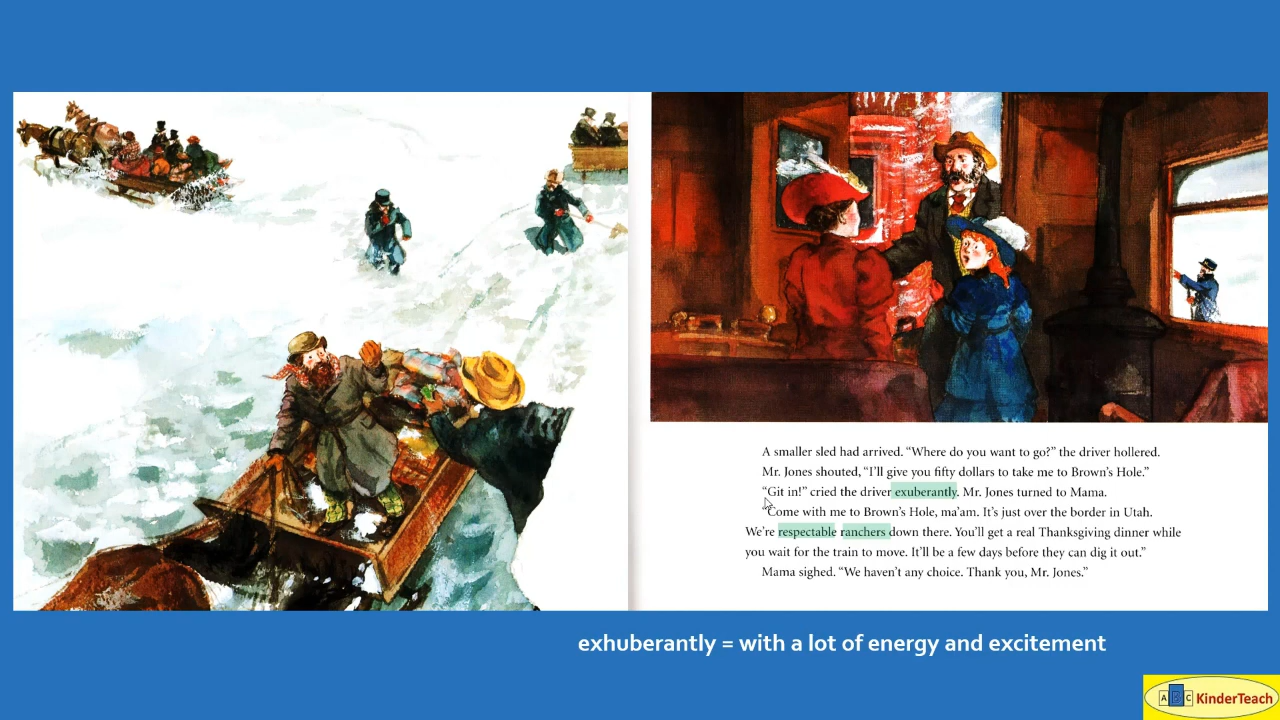 A smaller sled had arrived. “Where do you want to go?” the driver hollered.
Mr. Jones shouted, “I’ll give you fifty dollars to take me to Brown’s Hole.”
“Git in!” cried the driver exuberantly. Mr. Jones turned to Mama.
“Come with me to Brown’s Hole, ma’am. It’s just over the border in Utah.
We’re respectable ranchers down there. You’ll get a real Thanksgiving dinner while
you wait for the train to move. It’ll be a few days before they can dig it out.”
Mama sighed. “We haven’t any choice. Thank you, Mr. Jones.”
exhuberantly = with a lot of energy and excitement
ABC KinderTeach